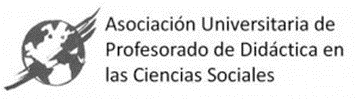 Asociación Universitaria de
Profesorado de Didáctica en
las Ciencias Sociales